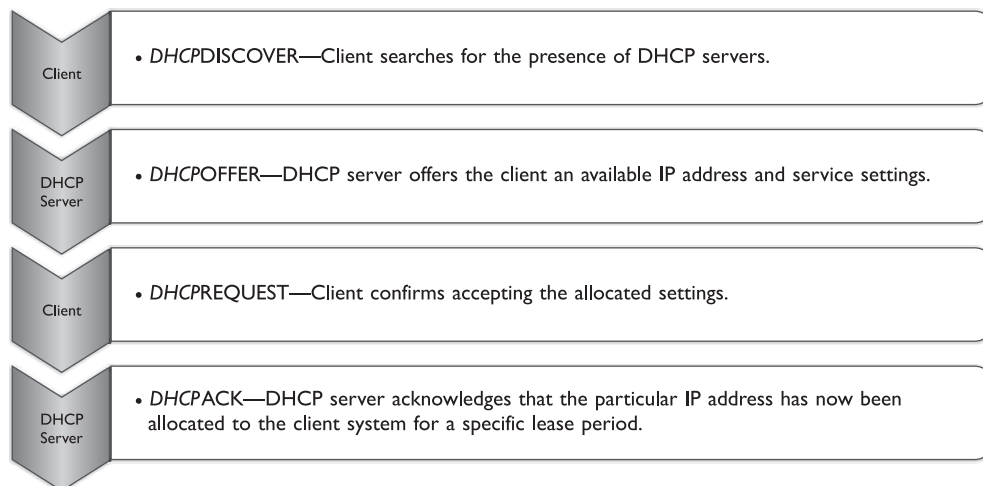 Client
• DHCPDISCOVER—Client searches for the presence of DHCP servers.
DHCP
Server
• DHCPOFFER—DHCP server offers the client an available IP address and service settings.
Client
• DHCPREQUEST—Client confirms accepting the allocated settings.
DHCP
Server
• DHCPACK—DHCP server acknowledges that the particular IP address has now been
allocated to the client system for a specific lease period.